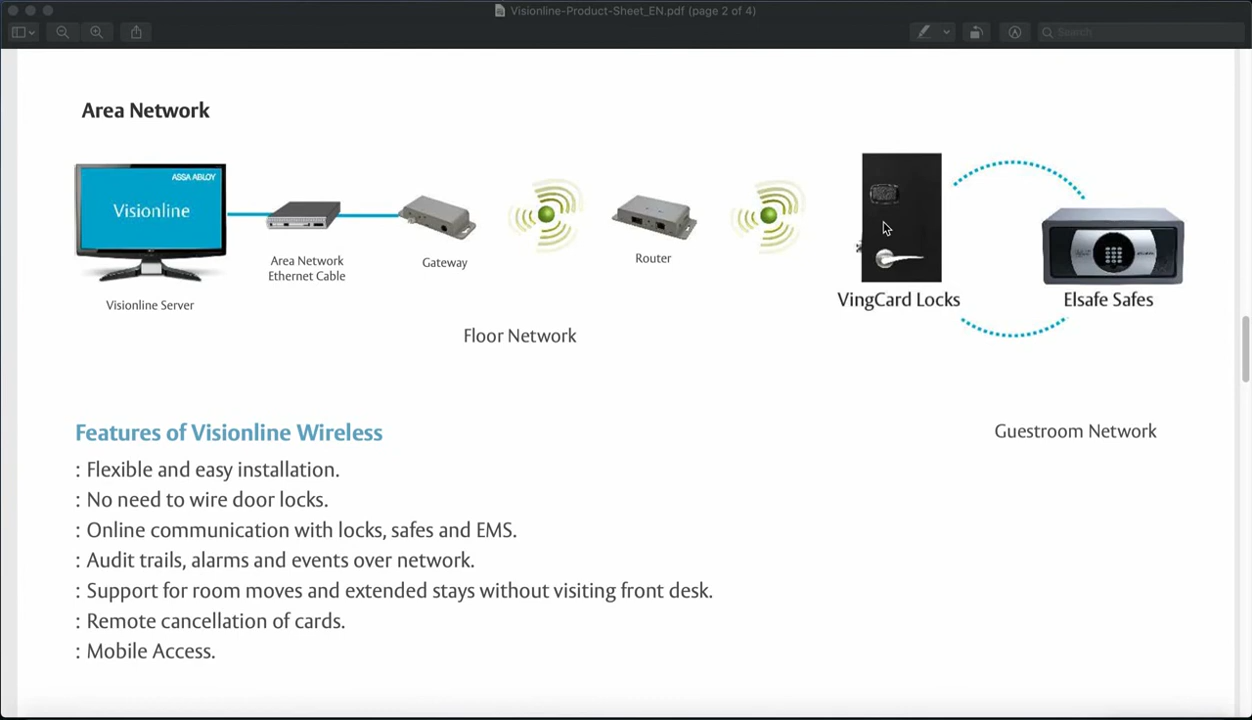 Visionline-Product-Sheet_EN.pdf (page 2 of 4)
Search
Area Network
ASSA ABLOY
Visionline
Area Network
Ethernet Cable
Gateway
Router
Visionline Server
VingCard Locks
Elsafe Safes
Floor Network
Features of Visionline Wireless
Guestroom Network
: Flexible and easy installation.
: No need to wire door locks.
: Online communication with locks, safes and EMS.
: Audit trails, alarms and events over network.
: Support for room moves and extended stays without visiting front desk.
: Remote cancellation of cards.
: Mobile Access.